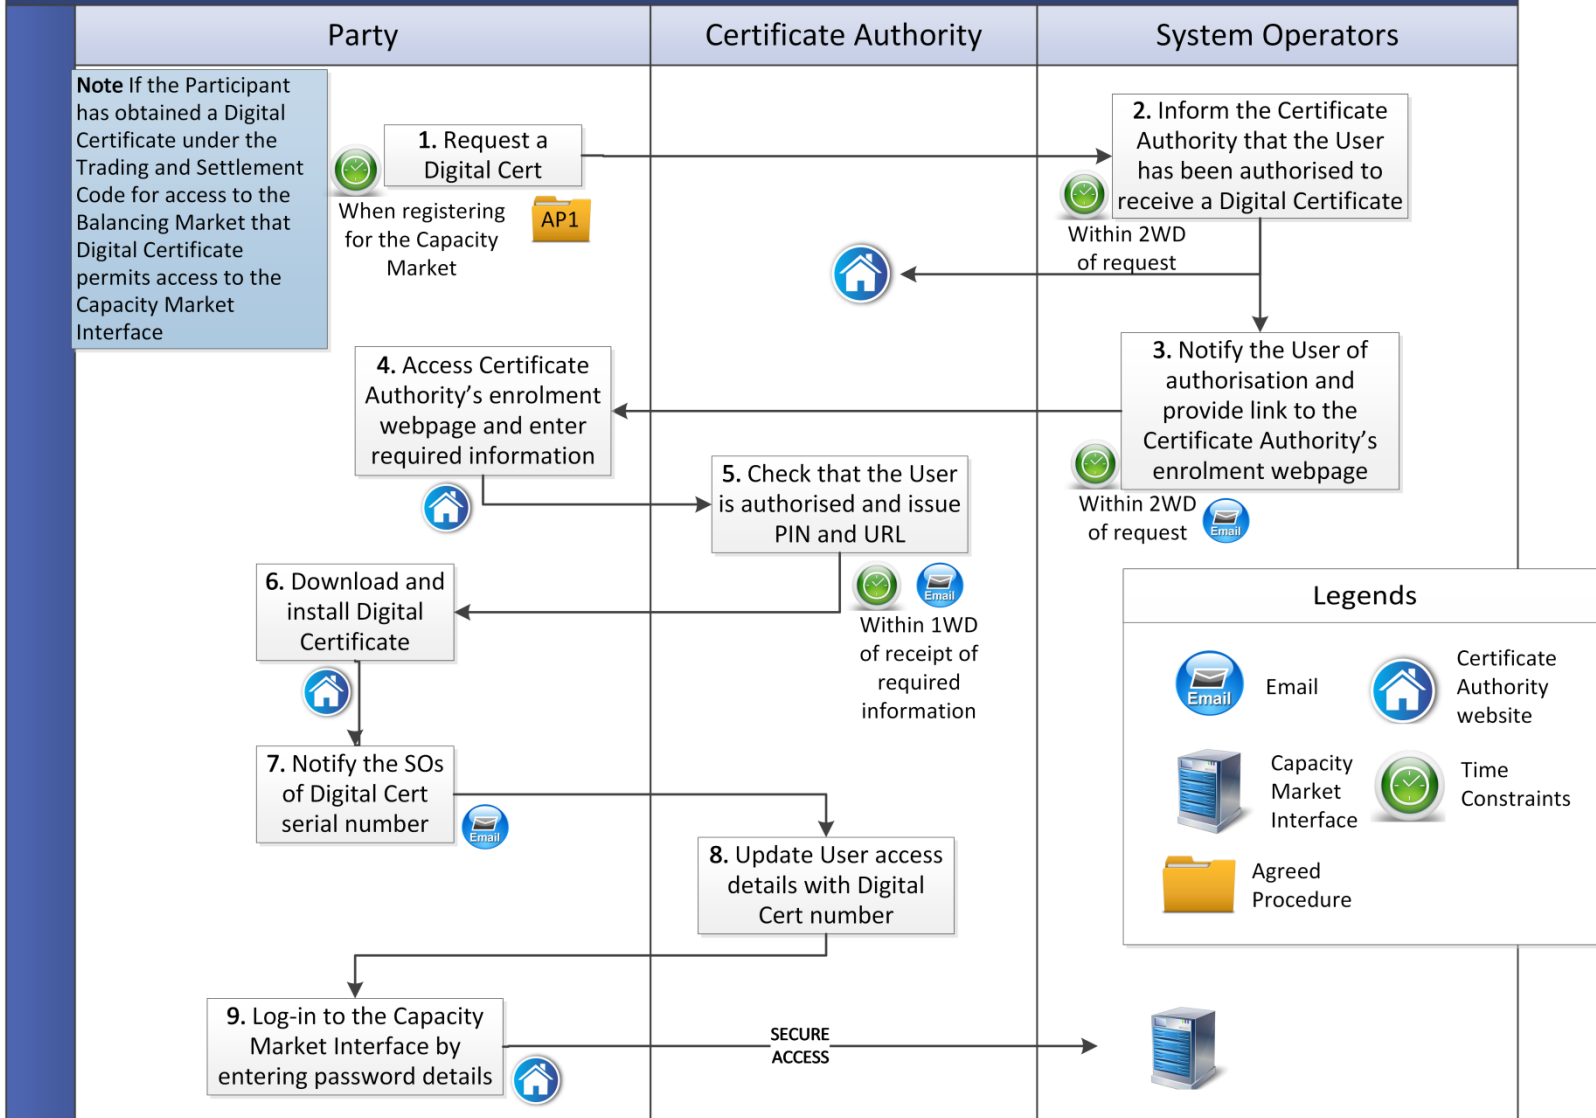 Party
Certificate Authority
System Operators
Note If the Participant
has obtained a Digital
Certificate under the
Trading and Settlement
Code for access to the
Balancing Market that
Digital Certificate
permits access to the
Capacity Market
Interface
1. Request a
Digital Cert
When registering
for the Capacity
Market
AP1
2. Inform the Certificate
Authority that the User
has been authorised to
receive a Digital Certificate
Within 2WD
of request
3. Notify the User of
authorisation and
provide link to the
Certificate Authority’s
enrolment webpage
Within 2WD
of request
Email
4. Access Certificate
Authority’s enrolment
webpage and enter
required information
5. Check that the User
is authorised and issue
PIN and URL
Email
Within 1WD
of receipt of
required
information
6. Download and
install Digital
Certificate
7. Notify the SOs
of Digital Cert
serial number
Email
8. Update User access
details with Digital
Cert number
9. Log-in to the Capacity
Market Interface by
entering password details
SECURE
ACCESS
Legends
Email
Email
Certificate
Authority
website
Capacity
Market
Interface
Time
Constraints
Agreed
Procedure